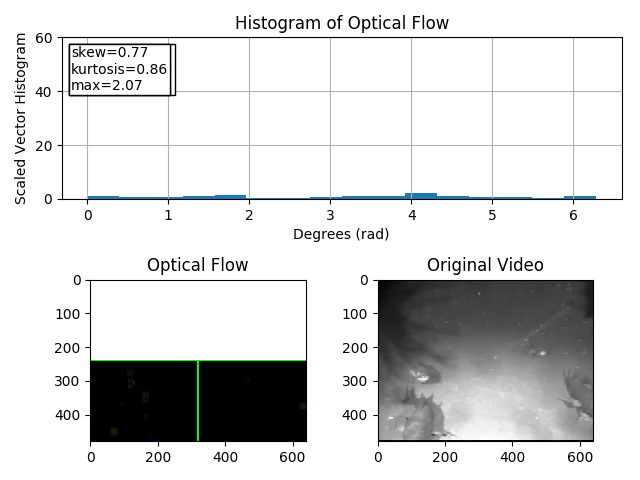 Histogram of Optical Flow
Scaled Vector Histogram
60
40
20
0
skew=0.77
kurtosis=0.86
max=2.07
0 1 2 3 4 5 6
Degrees (rad)
Optical Flow
0
100
200
300
400
0 200 400 600
Original Video
0
100
200
300
400
0 200 400 600